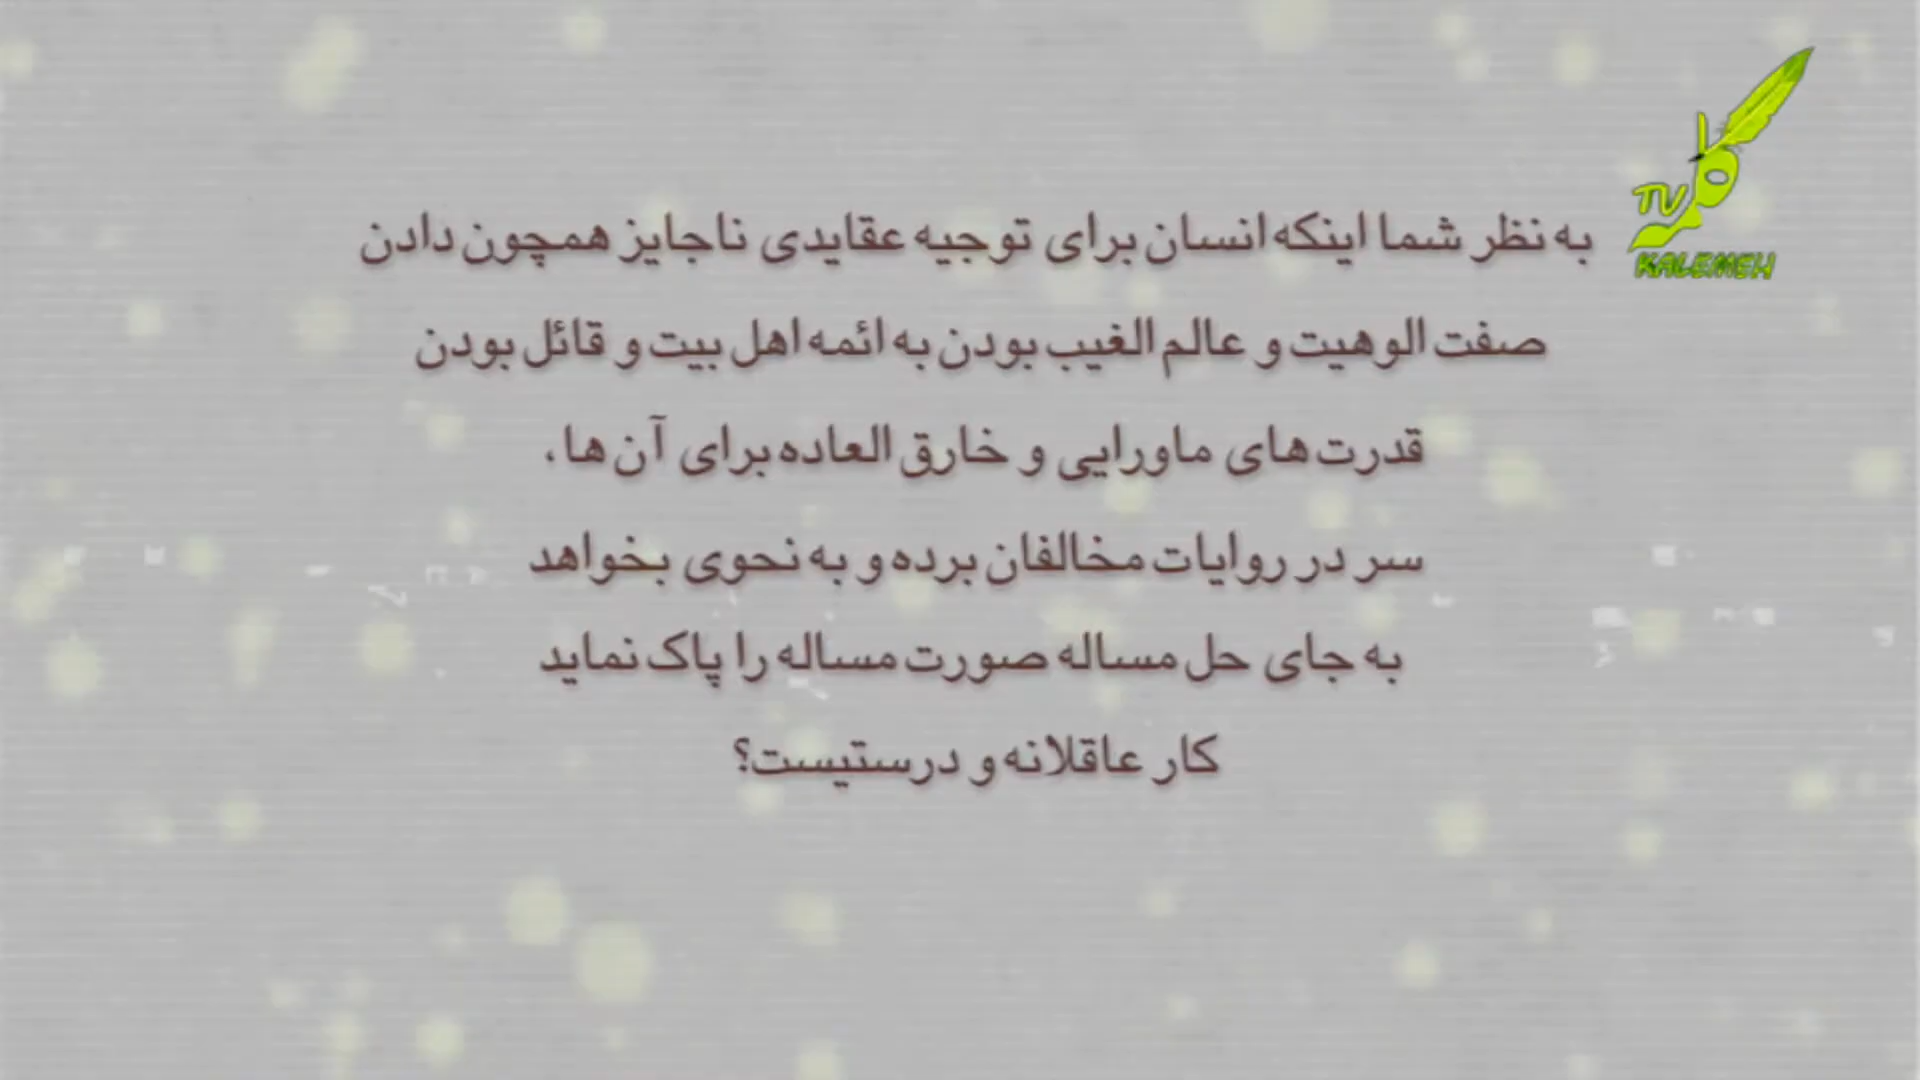 به نظر شما اینکه انسان برای توجیه عقایدی ناجایز همچون دادن
صفت الوهیت و عالم الغیب بودن به ائمه اهل بیت و قائل بودن
قدرت‌های ماورایی و خارق العاده برای آن ها،
سر در روایات مخالفان برده و به نحوی بخواهد
به جای حل مساله صورت مساله را پاک نماید
کار عاقلانه و درستیست؟
TV
کلمه
KALEMEH